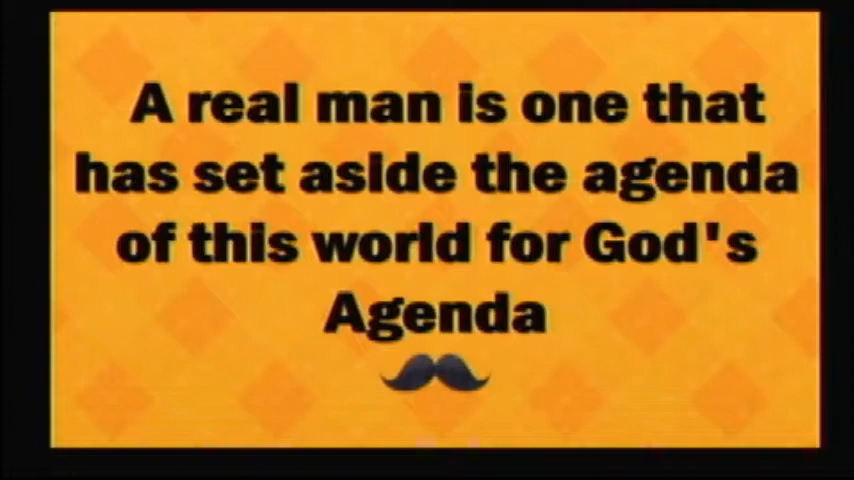 A real man is one that
has set aside the agenda
of this world for God's
Agenda